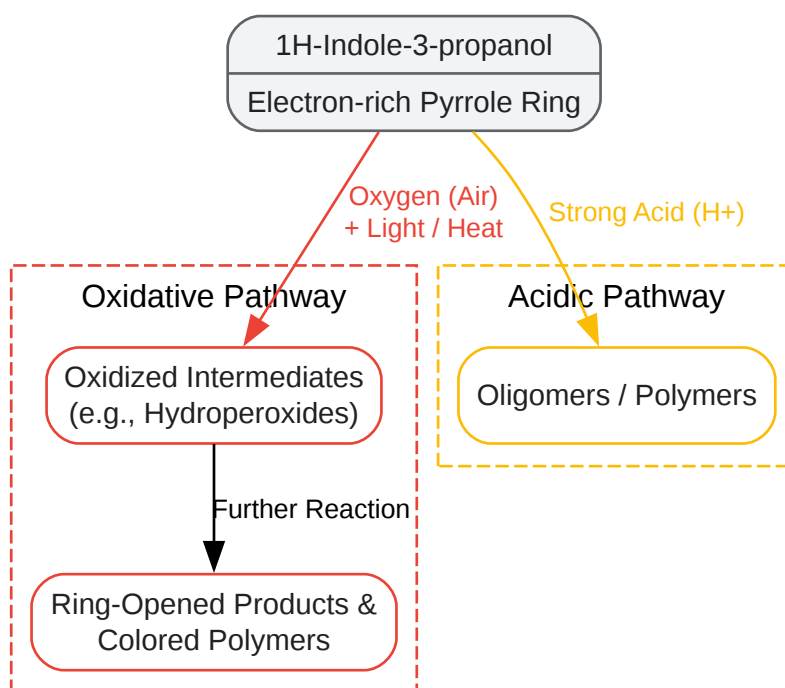 1H-Indole-3-propanol
Electron-rich Pyrrole Ring
Oxygen (Air)
+ Light / Heat
Strong Acid (H+)
Oxidative Pathway
Acidic Pathway
Oxidized Intermediates
(e.g., Hydroperoxides)
Oligomers / Polymers
Further Reaction
Ring-Opened Products &
Colored Polymers